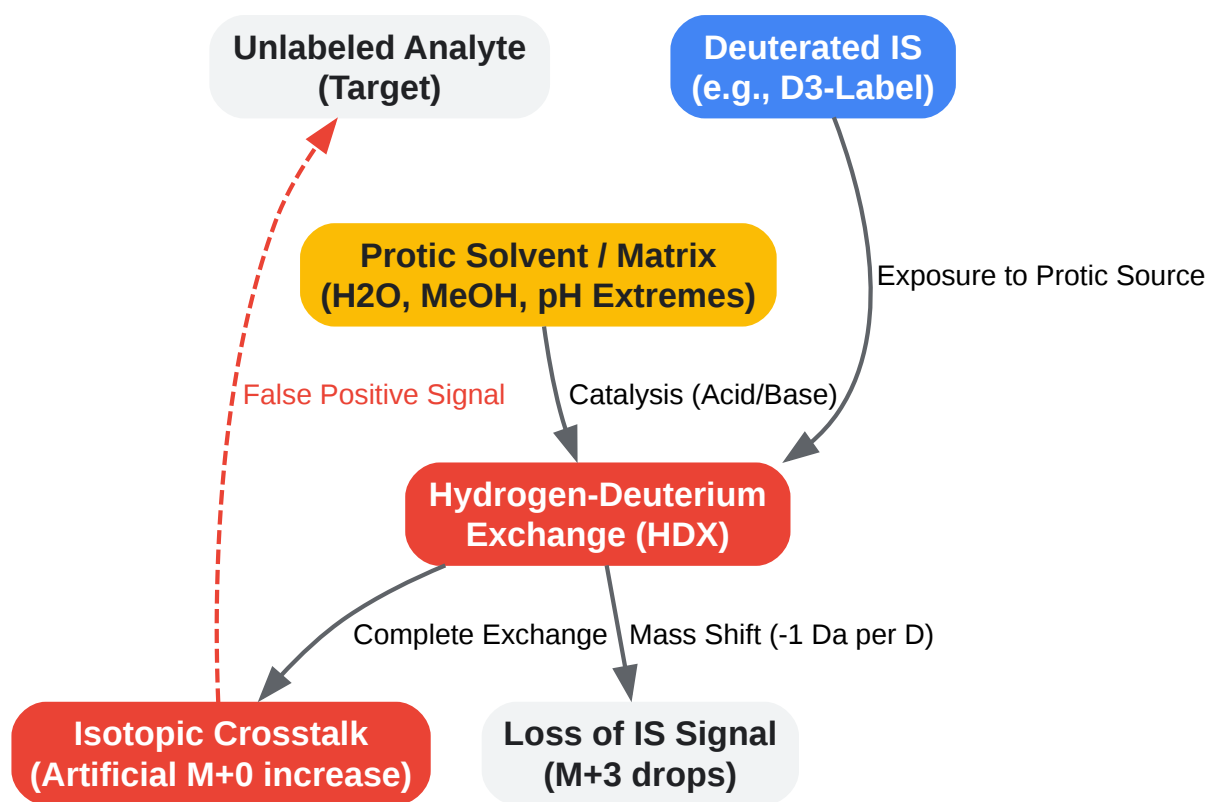 Unlabeled Analyte
(Target)
Deuterated IS
(e.g., D3-Label)
Protic Solvent / Matrix
(H2O, MeOH, pH Extremes)
Exposure to Protic Source
False Positive Signal
Catalysis (Acid/Base)
Hydrogen-Deuterium
Exchange (HDX)
Complete Exchange
Mass Shift (-1 Da per D)
Isotopic Crosstalk
(Artificial M+0 increase)
Loss of IS Signal
(M+3 drops)